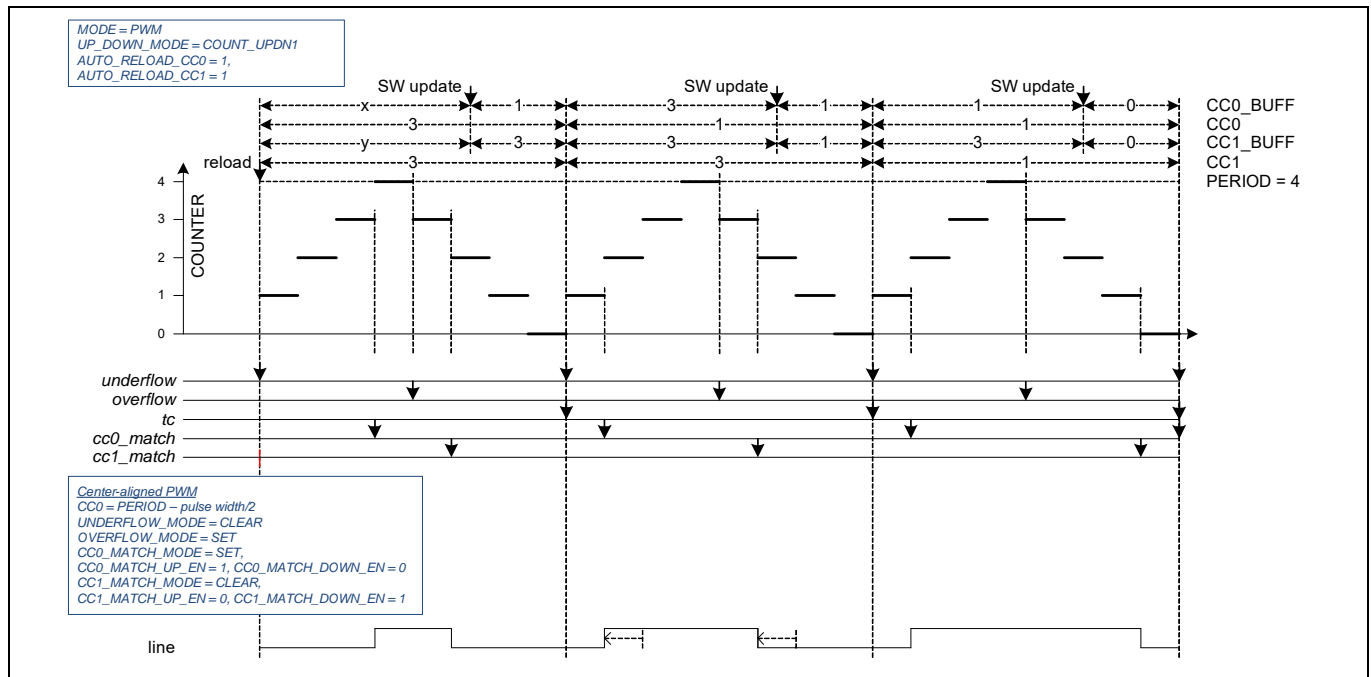 MODE = PWM
UP_DOWN_MODE = COUNT_UPDN1
AUTO_RELOAD_CC0 = 1,
AUTO_RELOAD_CC1 = 1
SW update SW update SW update
x 1 3 1 1 0 CC0_BUFF
3 1 1 CC0
y 3 3 1 3 0 CC1_BUFF
reload 3 3 1 CC1
4 PERIOD = 4
COUNTER
3
2
1
0
underflow
overflow
tc
cc0_match
cc1_match
Center-aligned PWM
CC0 = PERIOD – pulse width/2
UNDERFLOW_MODE = CLEAR
OVERFLOW_MODE = SET
CC0_MATCH_MODE = SET,
CC0_MATCH_UP_EN = 1, CC0_MATCH_DOWN_EN = 0
CC1_MATCH_MODE = CLEAR,
CC1_MATCH_UP_EN = 0, CC1_MATCH_DOWN_EN = 1
line